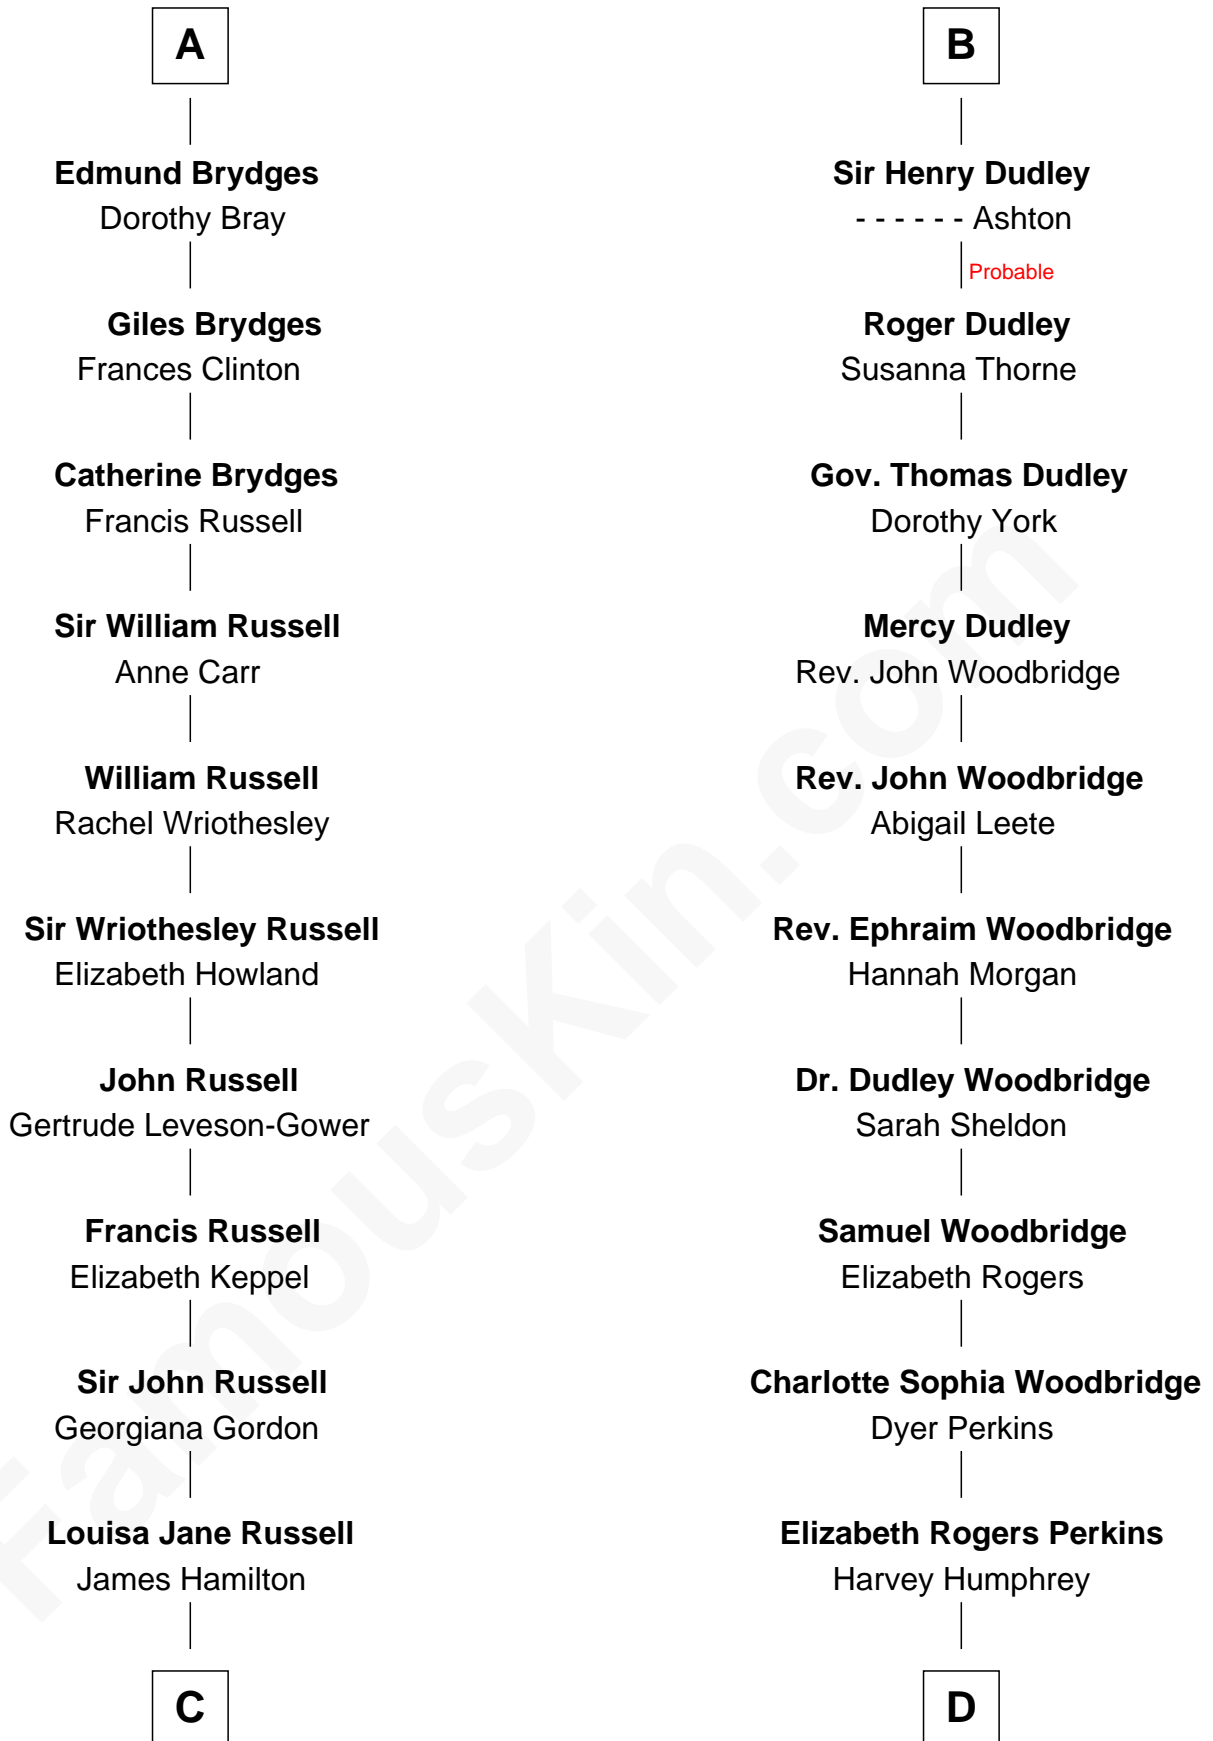 A
Edmund Brydges
Dorothy Bray
Giles Brydges
Frances Clinton
Catherine Brydges
Francis Russell
Sir William Russell
Anne Carr
William Russell
Rachel Wriothesley
Sir Wriothesley Russell
Elizabeth Howland
John Russell
Gertrude Leveson-Gower
Francis Russell
Elizabeth Keppel
Sir John Russell
Georgiana Gordon
Louisa Jane Russell
James Hamilton
C
B
Sir Henry Dudley
- - - - - - Ashton
Probable
Roger Dudley
Susanna Thorne
Gov. Thomas Dudley
Dorothy York
Mercy Dudley
Rev. John Woodbridge
Rev. John Woodbridge
Abigail Leete
Rev. Ephraim Woodbridge
Hannah Morgan
Dr. Dudley Woodbridge
Sarah Sheldon
Samuel Woodbridge
Elizabeth Rogers
Charlotte Sophia Woodbridge
Dyer Perkins
Elizabeth Rogers Perkins
Harvey Humphrey
D
FamousKin.com